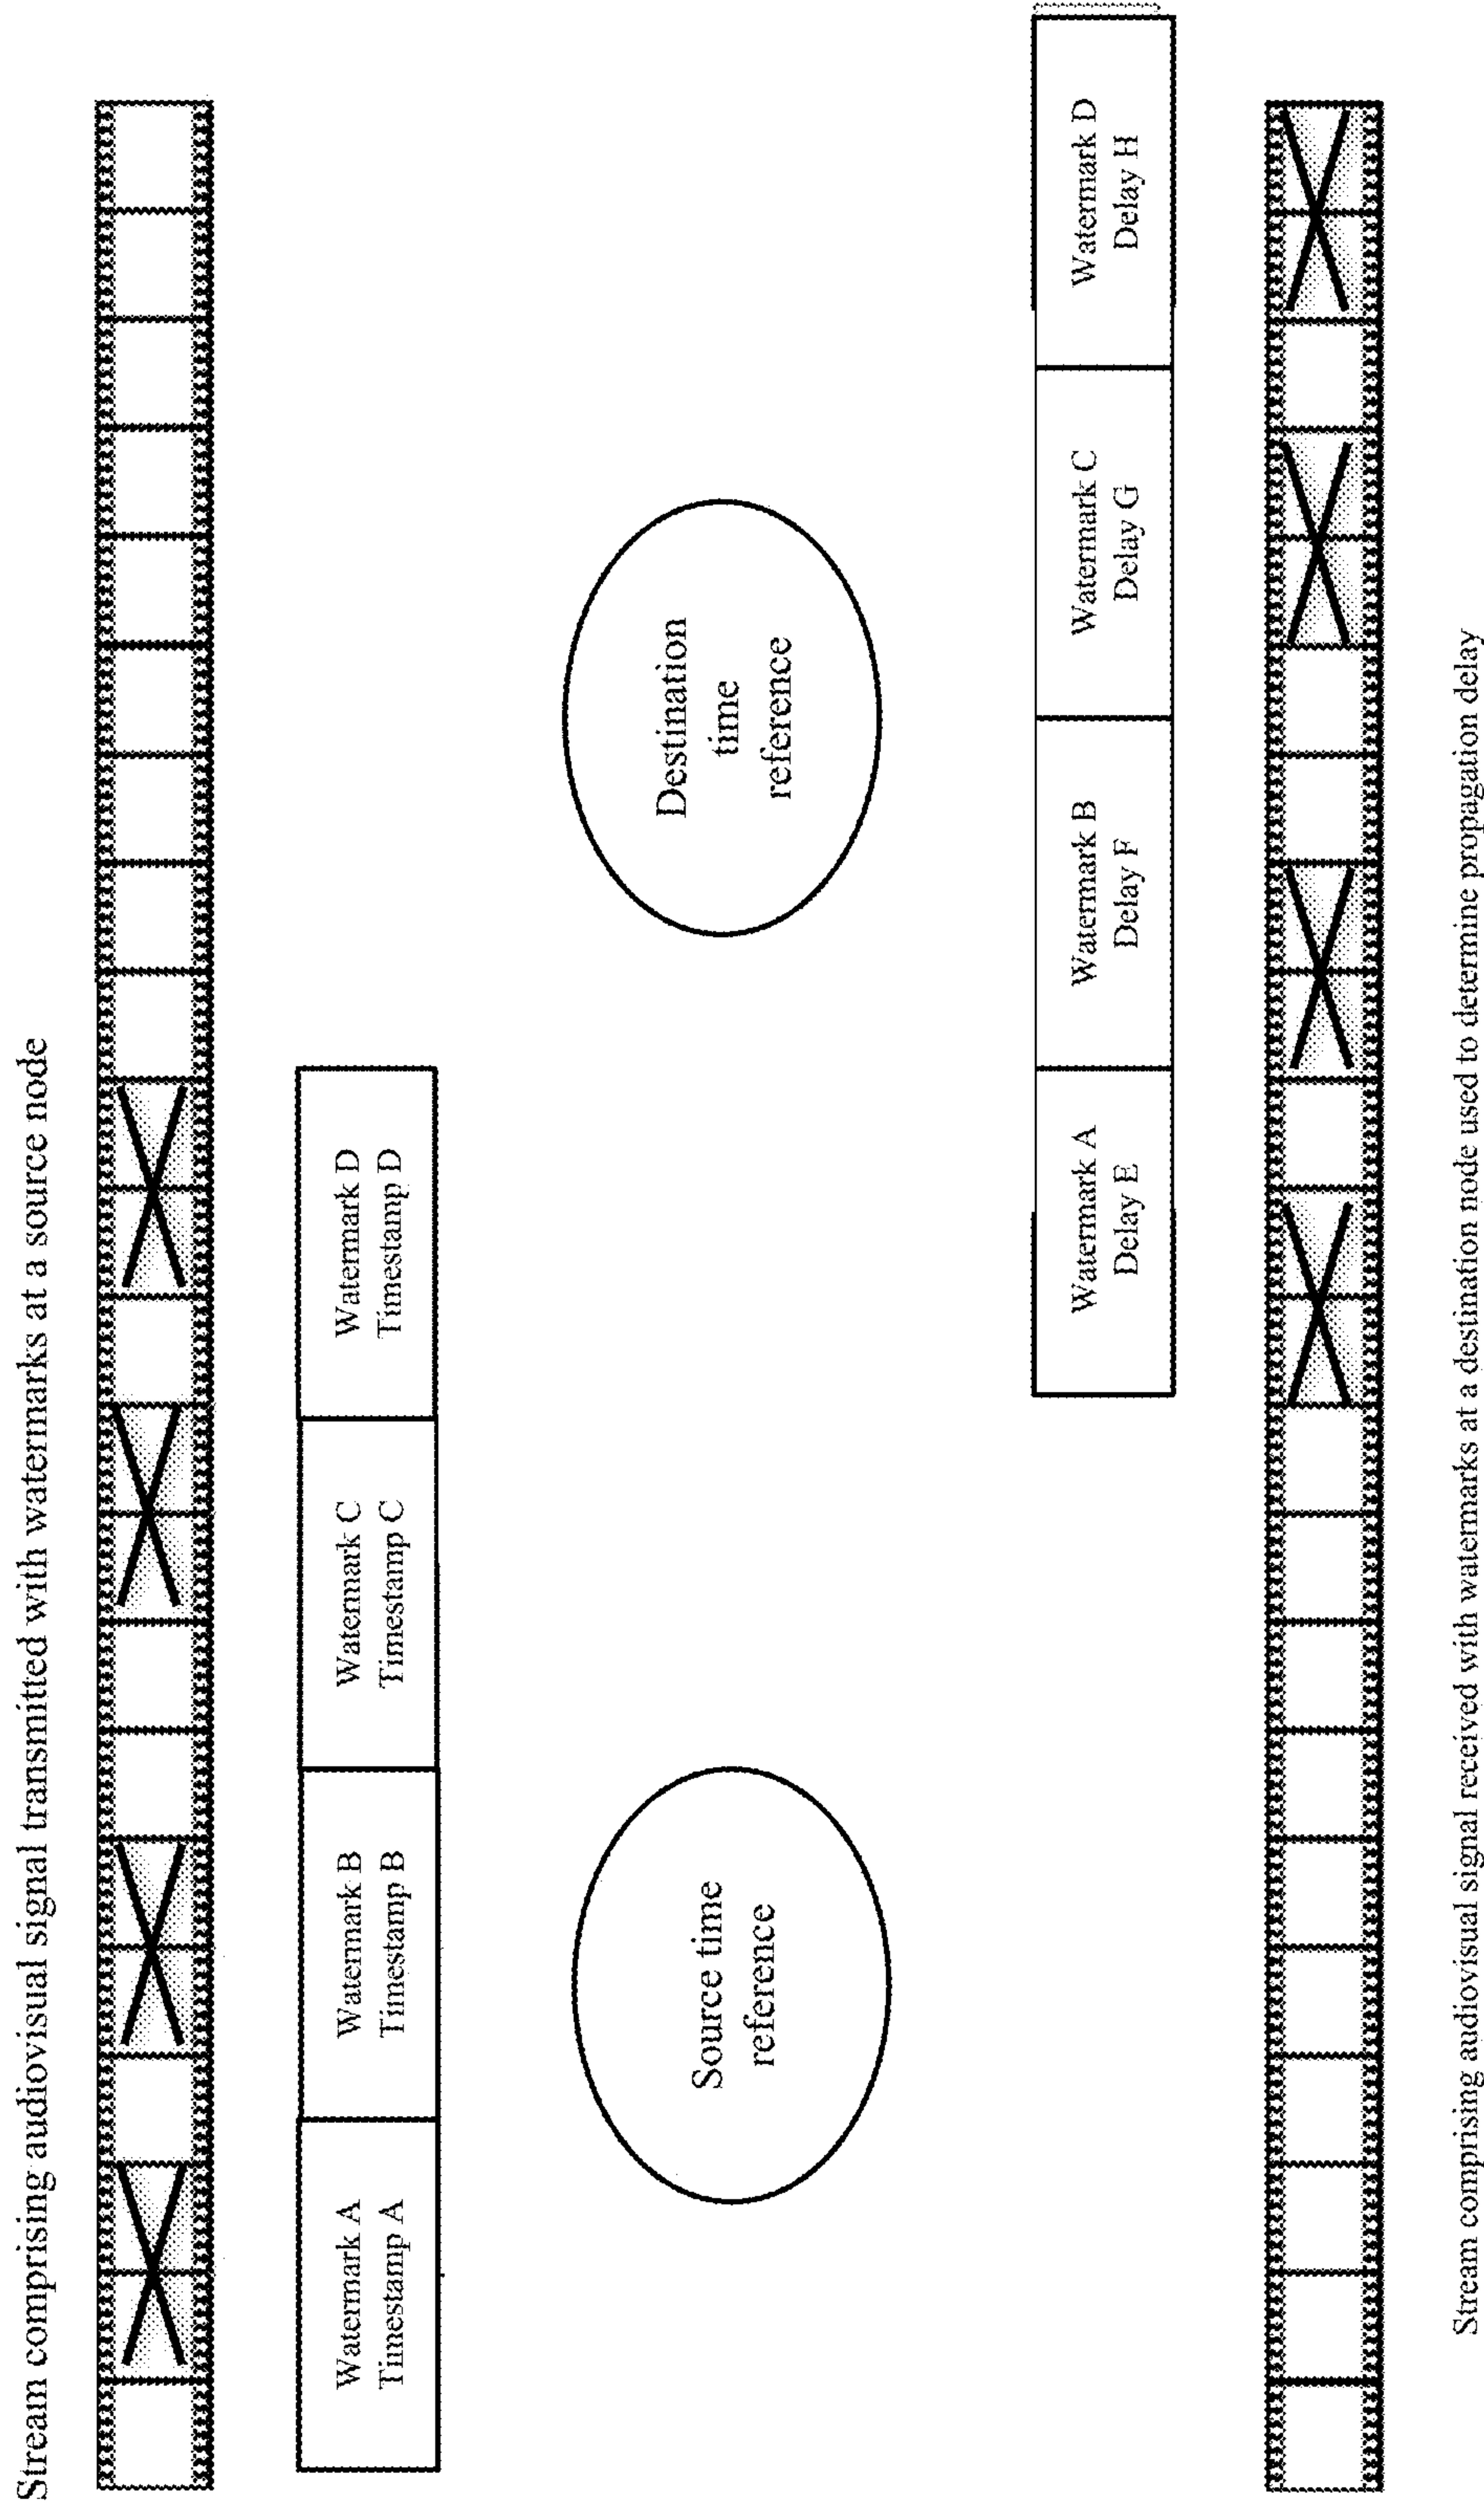 Stream comprising audiovisual signal transmitted with watermarks at a source node
Watermark A
Timestamp A
Watermark B
Timestamp B
Watermark C
Timestamp C
Watermark D
Timestamp D
Source time
reference
Destination
time
reference
Watermark A
Delay E
Watermark B
Delay F
Watermark C
Delay G
Watermark D
Delay H
Stream comprising audiovisual signal received with watermarks at a destination node used to determine propagation delay